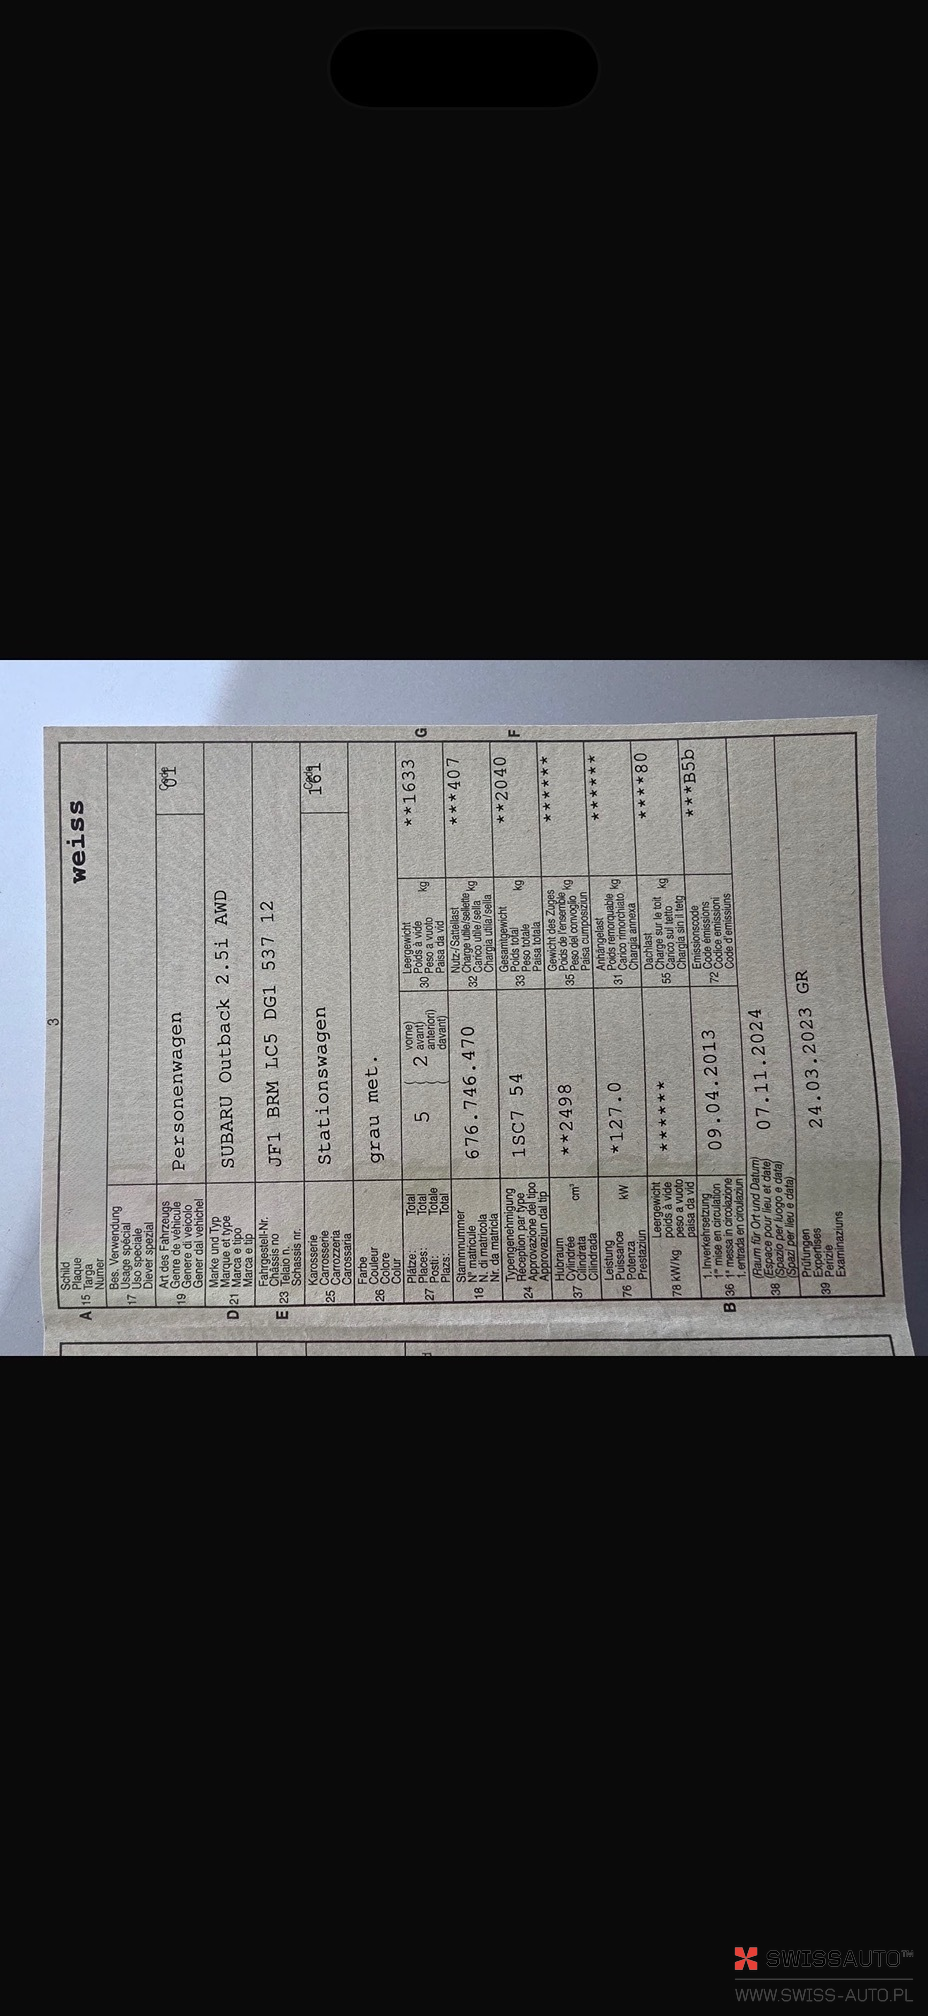 3
Schild
Plaque
Targa
Numer
A 15
weiss
Bes. Verwendung
Usage spécial
Uso speciale
Diever spezial
17
Art des Fahrzeugs
Genre de véhicule
Genere di veicolo
Gener dal vehichel
19
Personenwagen
Code
01
Marke und Typ
Marque et type
Marca e tipo
Marca e tip
D 21
SUBARU Outback 2.5i AWD
Fahrgestell-Nr.
Châssis no
Telaio n.
Schassis nr.
E 23
JF1 BRM LC5 DG1 537 12
Karosserie
Carrosserie
Carrozzeria
Carossaria
25
Stationswagen
Code
161
Farbe
Couleur
Colore
Colur
26
grau met.
Plätze: Total
Places: Total
Posti: Totale
Plazs: Total
27
5 2
vorne)
avant)
anteriori)
davant)
Leergewicht
Poids à vide
Peso a vuoto
Paisa da vid
30 kg
**1633
G
Stammnummer
N° matricule
N. di matricola
Nr. da matricla
18
676.746.470
Nutz-/Sattellast
Charge utile/sellette
Carico utile/sella
Chargia utila/sella
32 kg
***407
Typengenehmigung
Réception par type
Approvazione del tipo
Approvaziun dal tip
24
1SC7 54
Gesamtgewicht
Poids total
Peso totale
Paisa totala
33 kg
**2040
F
Hubraum
Cylindrée
Cilindrata
Cilindrada
37 cm³
**2498
Gewicht des Zuges
Poids de l'ensemble
Peso del convoglio
Paisa cumposiziun
35 kg
******
Leistung
Puissance
Potenza
Prestaziun
76 kW
*127.0
Anhängelast
Poids remorquable
Carico rimorchiato
Chargia annexa
31 kg
******
Leergewicht
poids à vide
peso a vuoto
paisa da vid
78 kW/kg
******
Dachlast
Charge sur le toit
Carico sul tetto
Chargia sin il tetg
55 kg
****80
1. Inverkehrsetzung
1re mise en circulation
1a messa in circolazione
1. entrada en circulaziun
B 36
09.04.2013
Emissionscode
Code émissions
Codice emissioni
Code d'emissiuns
72
***B5b
(Raum für Ort und Datum)
(Espace pour lieu et date)
(Spazio per luogo e data)
(Spazi per lieu e data)
38
07.11.2024
Prüfungen
Expertises
Perizie
Examinaziuns
39
24.03.2023 GR
SWISSAUTO™
WWW.SWISS-AUTO.PL